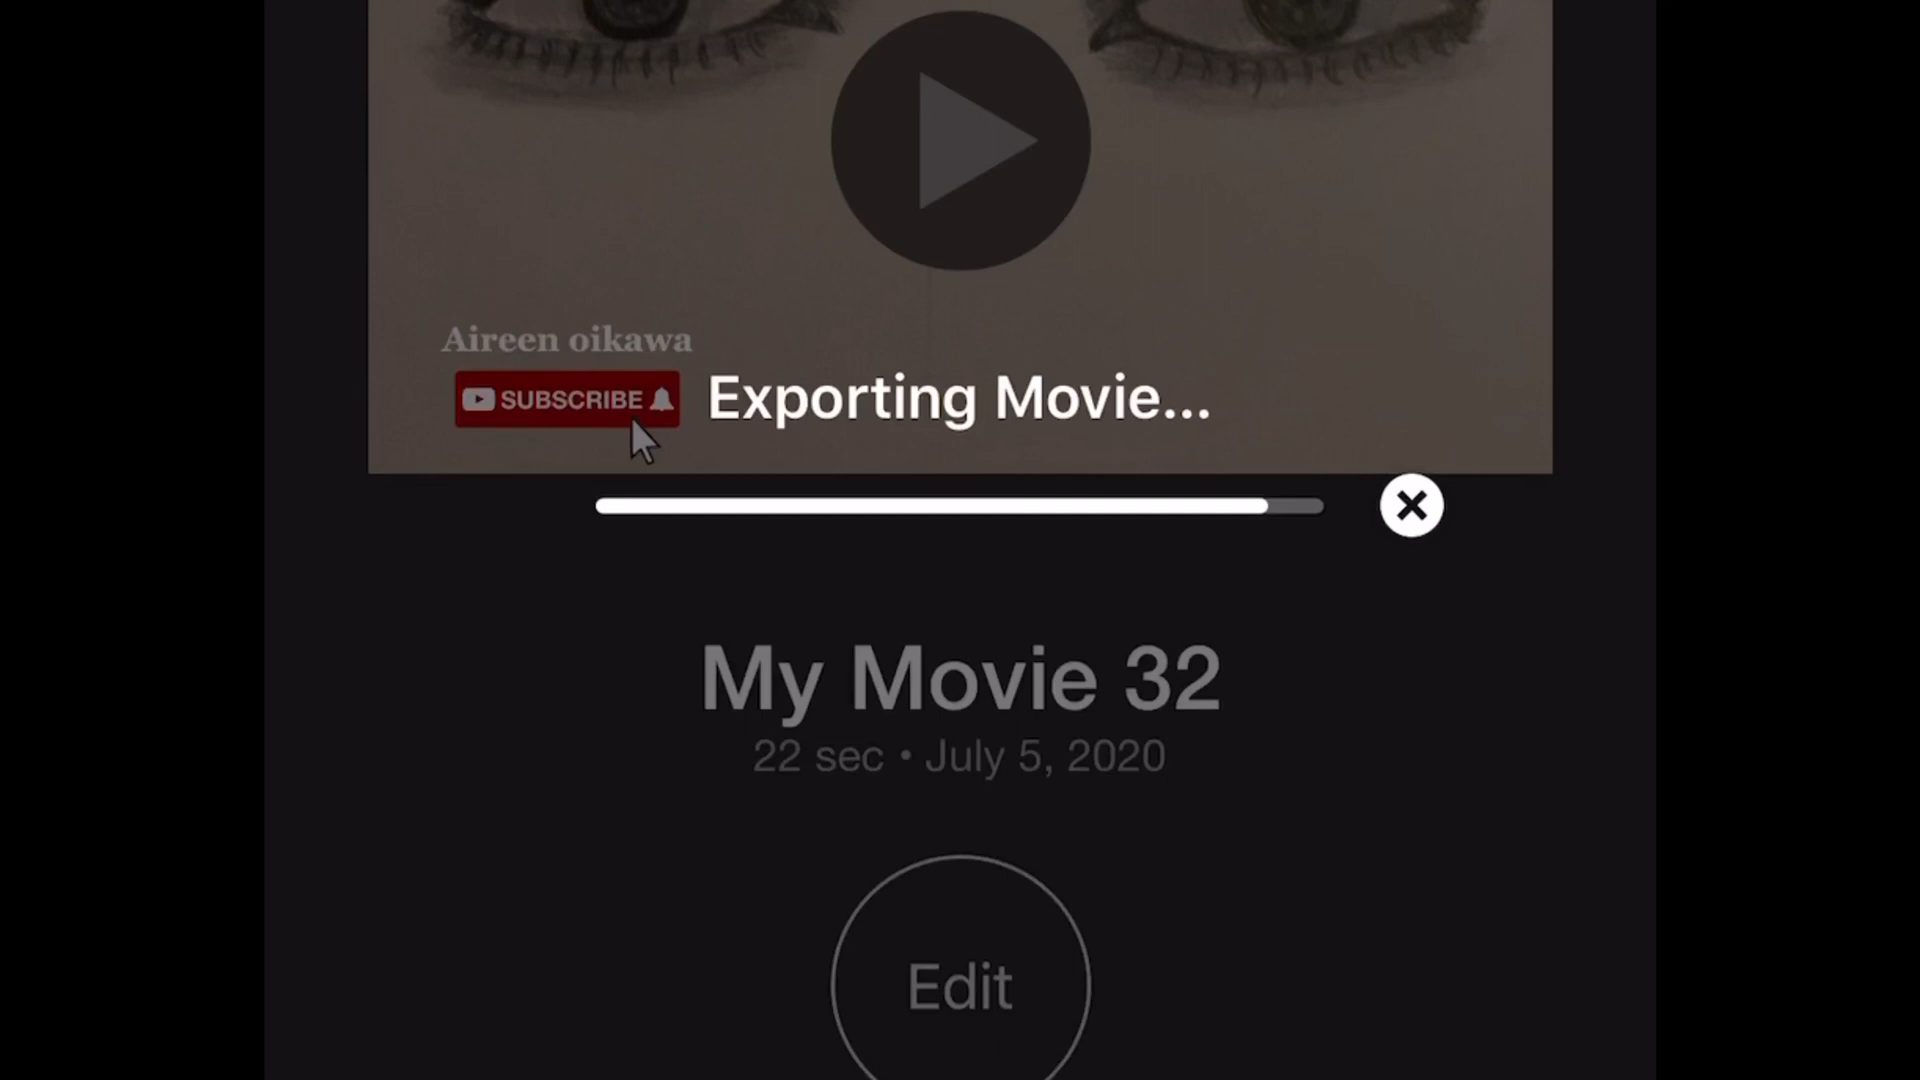 Aireen oikawa
SUBSCRIBE
Exporting Movie...
My Movie 32
22 sec • July 5, 2020
Edit